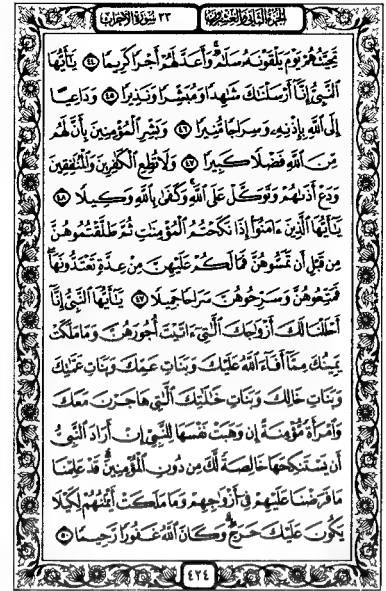 الجزء الثاني والعشرون ٣٣ سورة الأحزاب
تَحِيَّتُهُمْ يَوْمَ يَلْقَوْنَهُۥ سَلَٰمٌ وَأَعَدَّ لَهُمْ أَجْرًا كَرِيمًا ٤٤ يَٰٓأَيُّهَا
ٱلنَّبِىُّ إِنَّآ أَرْسَلْنَٰكَ شَٰهِدًا وَمُبَشِّرًا وَنَذِيرًا ٤٥ وَدَاعِيًا
إِلَى ٱللَّهِ بِإِذْنِهِۦ وَسِرَاجًا مُّنِيرًا ٤٦ وَبَشِّرِ ٱلْمُؤْمِنِينَ بِأَنَّ لَهُم
مِّنَ ٱللَّهِ فَضْلًا كَبِيرًا ٤٧ وَلَا تُطِعِ ٱلْكَٰفِرِينَ وَٱلْمُنَٰفِقِينَ
وَدَعْ أَذَىٰهُمْ وَتَوَكَّلْ عَلَى ٱللَّهِ وَكَفَىٰ بِٱللَّهِ وَكِيلًا ٤٨
يَٰٓأَيُّهَا ٱلَّذِينَ ءَامَنُوٓا۟ إِذَا نَكَحْتُمُ ٱلْمُؤْمِنَٰتِ ثُمَّ طَلَّقْتُمُوهُنَّ
مِن قَبْلِ أَن تَمَسُّوهُنَّ فَمَا لَكُمْ عَلَيْهِنَّ مِنْ عِدَّةٍ تَعْتَدُّونَهَا
فَمَتِّعُوهُنَّ وَسَرِّحُوهُنَّ سَرَاحًا جَمِيلًا ٤٩ يَٰٓأَيُّهَا ٱلنَّبِىُّ إِنَّآ
أَحْلَلْنَا لَكَ أَزْوَٰجَكَ ٱلَّٰتِىٓ ءَاتَيْتَ أُجُورَهُنَّ وَمَا مَلَكَتْ
يَمِينُكَ مِمَّآ أَفَآءَ ٱللَّهُ عَلَيْكَ وَبَنَاتِ عَمِّكَ وَبَنَاتِ عَمَّٰتِكَ
وَبَنَاتِ خَالِكَ وَبَنَاتِ خَٰلَٰتِكَ ٱلَّٰتِى هَاجَرْنَ مَعَكَ
وَٱمْرَأَةً مُّؤْمِنَةً إِن وَهَبَتْ نَفْسَهَا لِلنَّبِىِّ إِنْ أَرَادَ ٱلنَّبِىُّ
أَن يَسْتَنكِحَهَا خَالِصَةً لَّكَ مِن دُونِ ٱلْمُؤْمِنِينَ قَدْ عَلِمْنَا
مَا فَرَضْنَا عَلَيْهِمْ فِىٓ أَزْوَٰجِهِمْ وَمَا مَلَكَتْ أَيْمَٰنُهُمْ لِكَيْلَا
يَكُونَ عَلَيْكَ حَرَجٌ وَكَانَ ٱللَّهُ غَفُورًا رَّحِيمًا ٥٠
٤٢٤